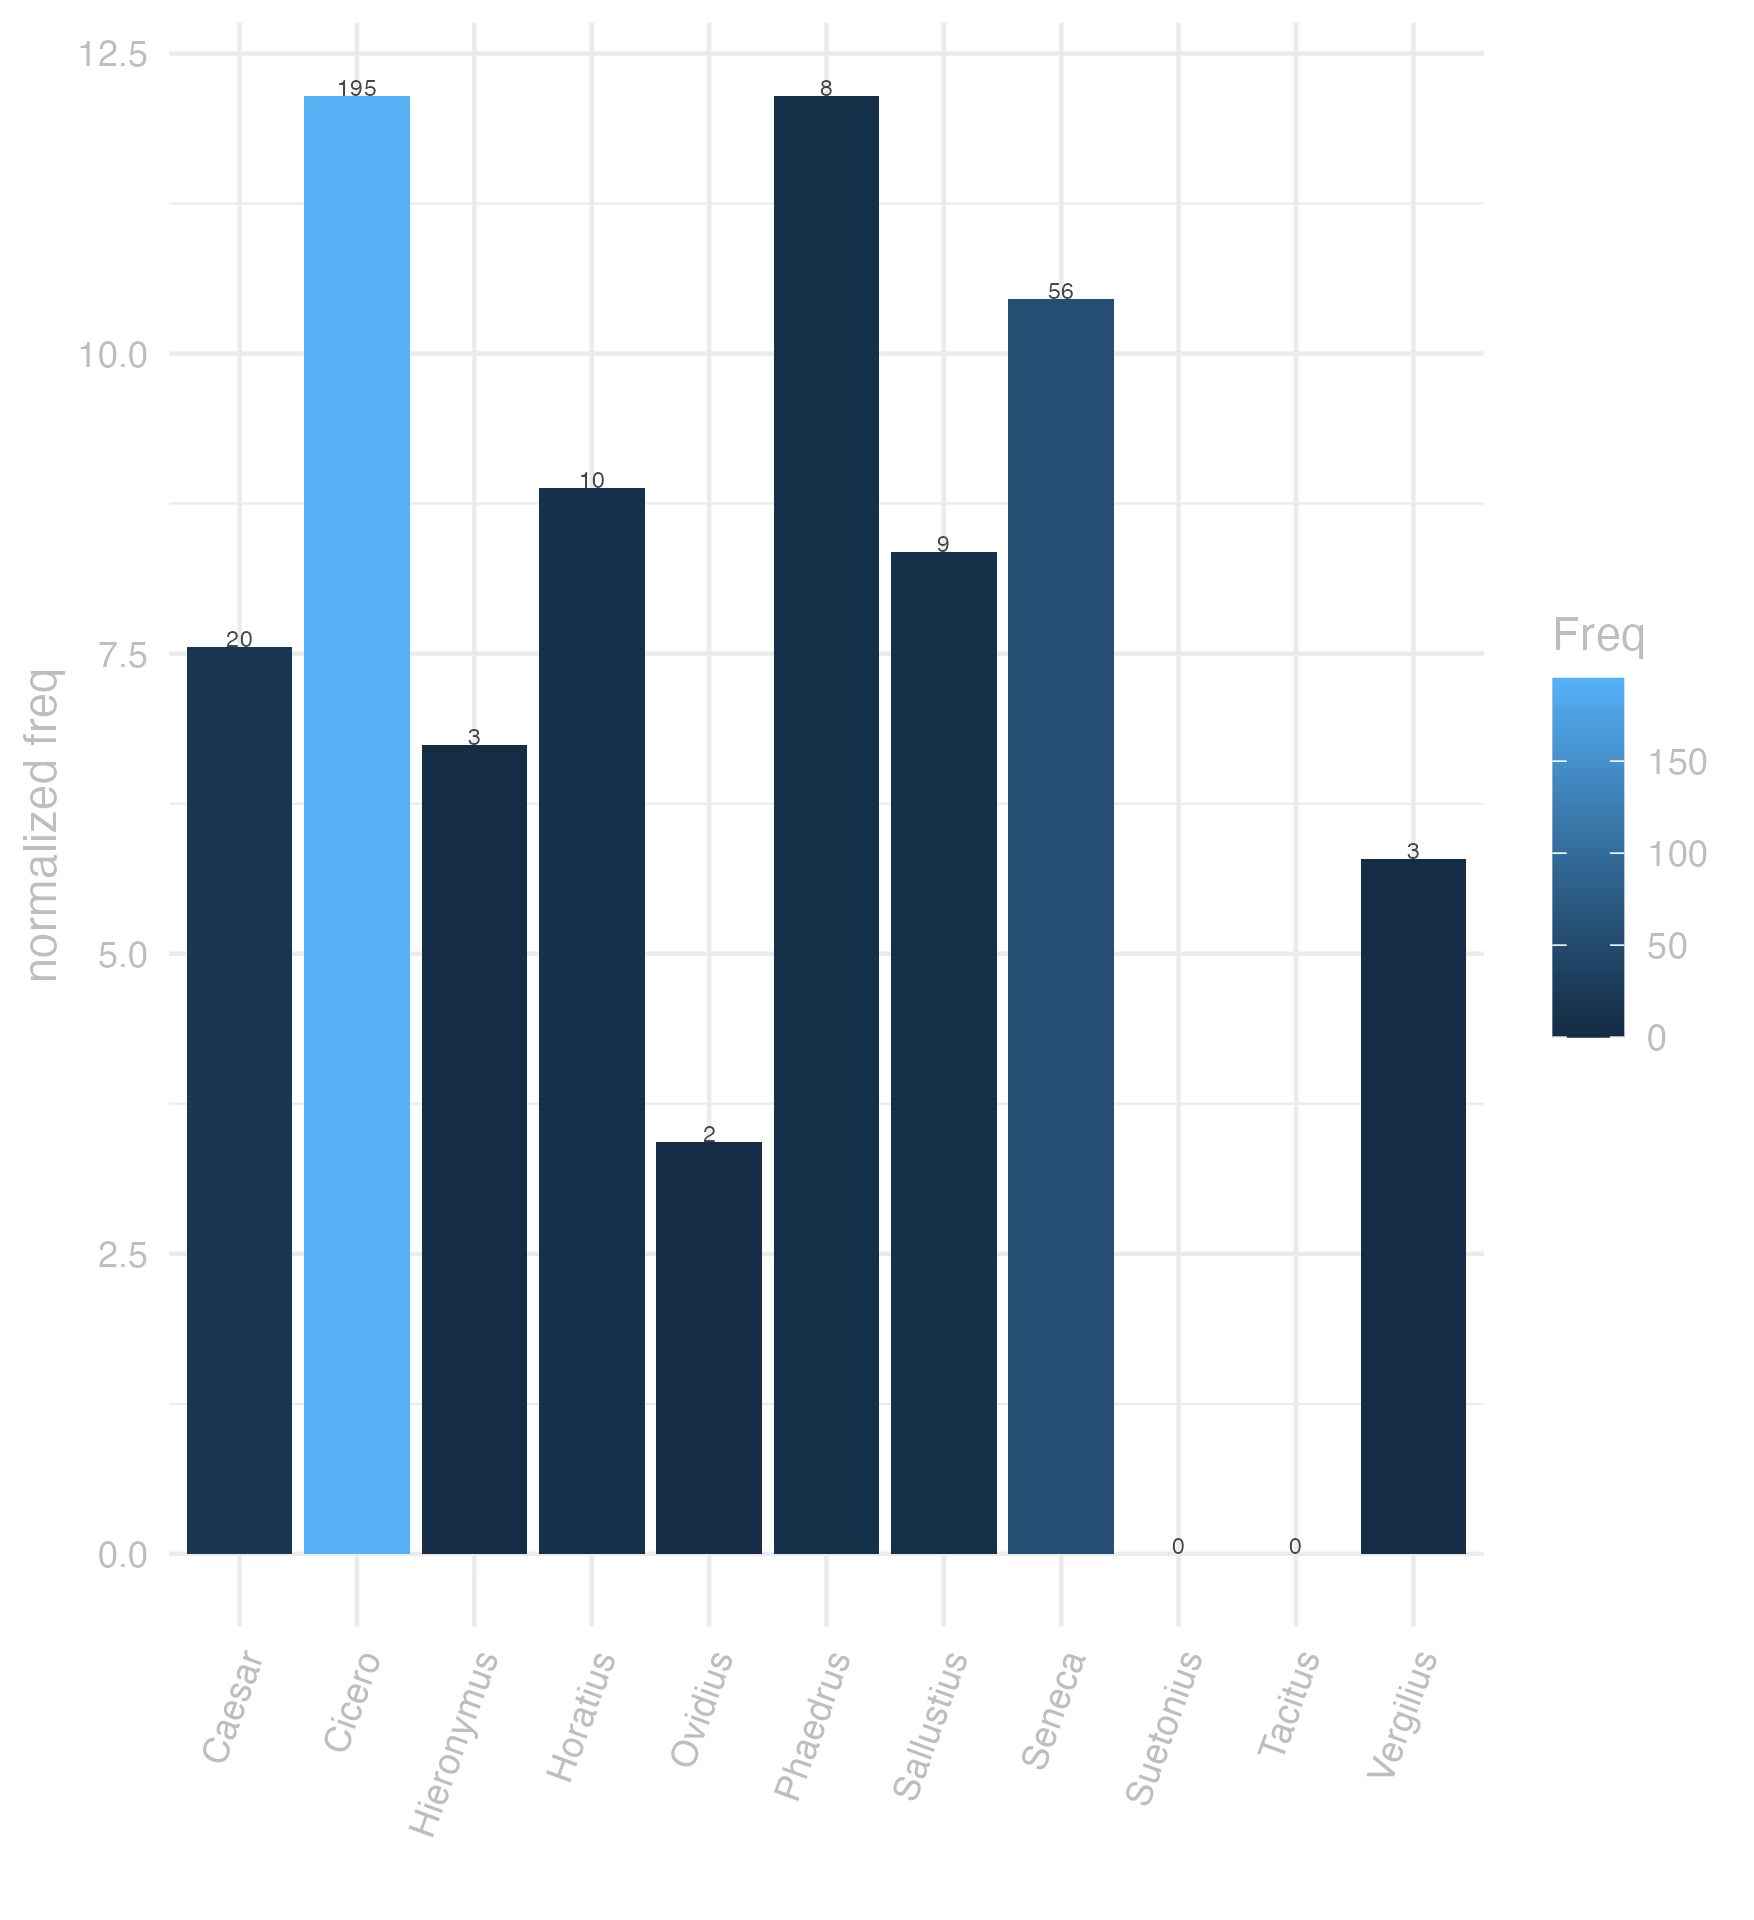 12.5
10.0
7.5
5.0
2.5
0.0
normalized freq
195
8
56
10
9
20
3
3
2
0
0
Caesar
Cicero
Hieronymus
Horatius
Ovidius
Phaedrus
Sallustius
Seneca
Suetonius
Tacitus
Vergilius
Freq
150
100
50
0